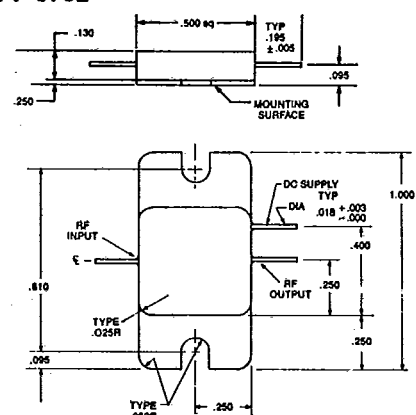 .500 sq
TYP
.195
±.005
.130
.095
.250
MOUNTING
SURFACE
DC SUPPLY
DIA
TYP
.018 +.003
-.000
1.000
RF
INPUT
.400
.810
RF
OUTPUT
.250
TYPE
.025R
.250
.095
TYPE
.250